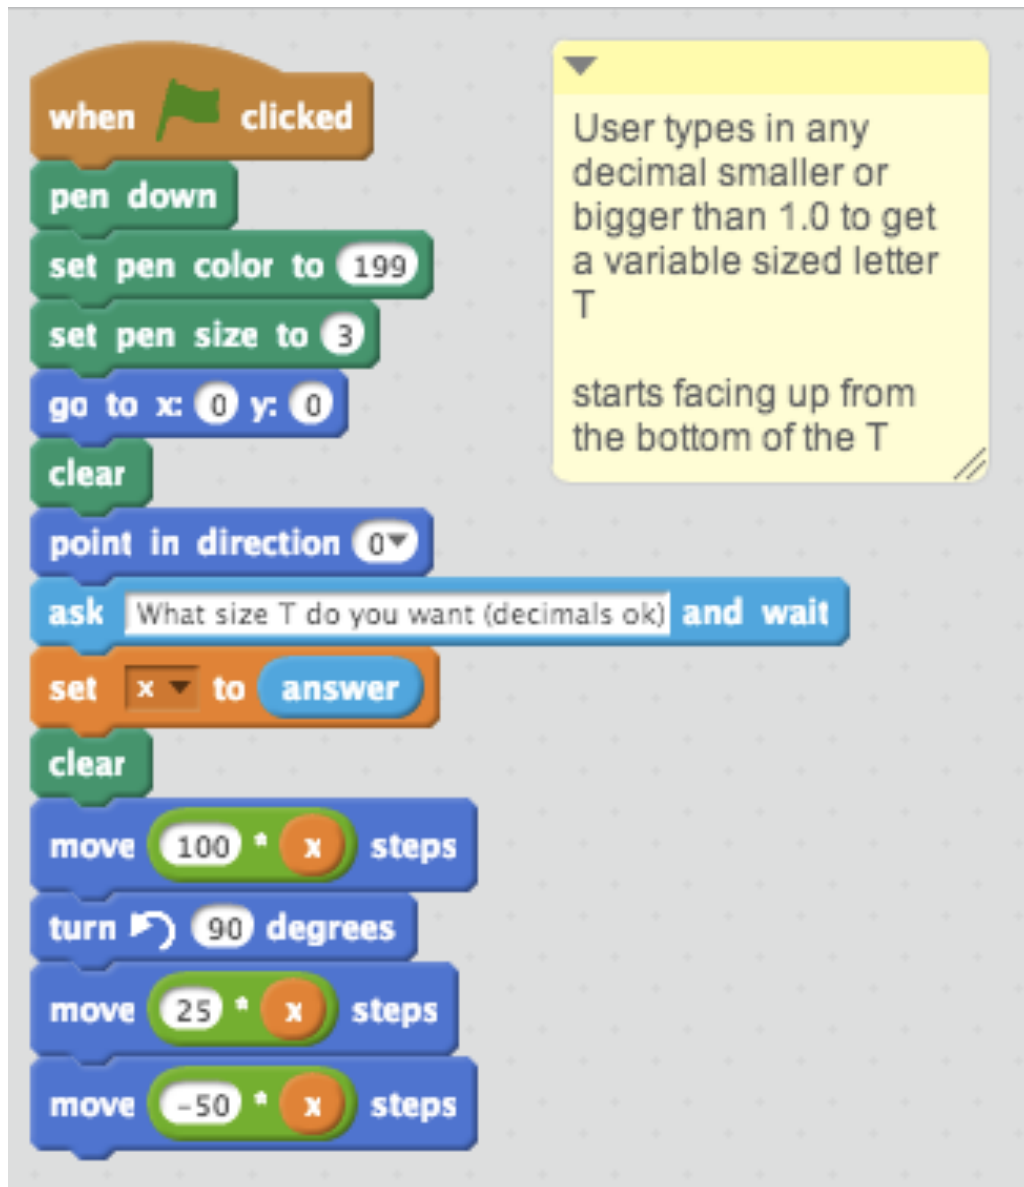 when clicked
pen down
set pen color to 199
set pen size to 3
go to x: 0 y: 0
clear
point in direction 0
ask What size T do you want (decimals ok) and wait
set x to answer
clear
move 100 * x steps
turn 90 degrees
move 25 * x steps
move -50 * x steps
User types in any
decimal smaller or
bigger than 1.0 to get
a variable sized letter
T
starts facing up from
the bottom of the T